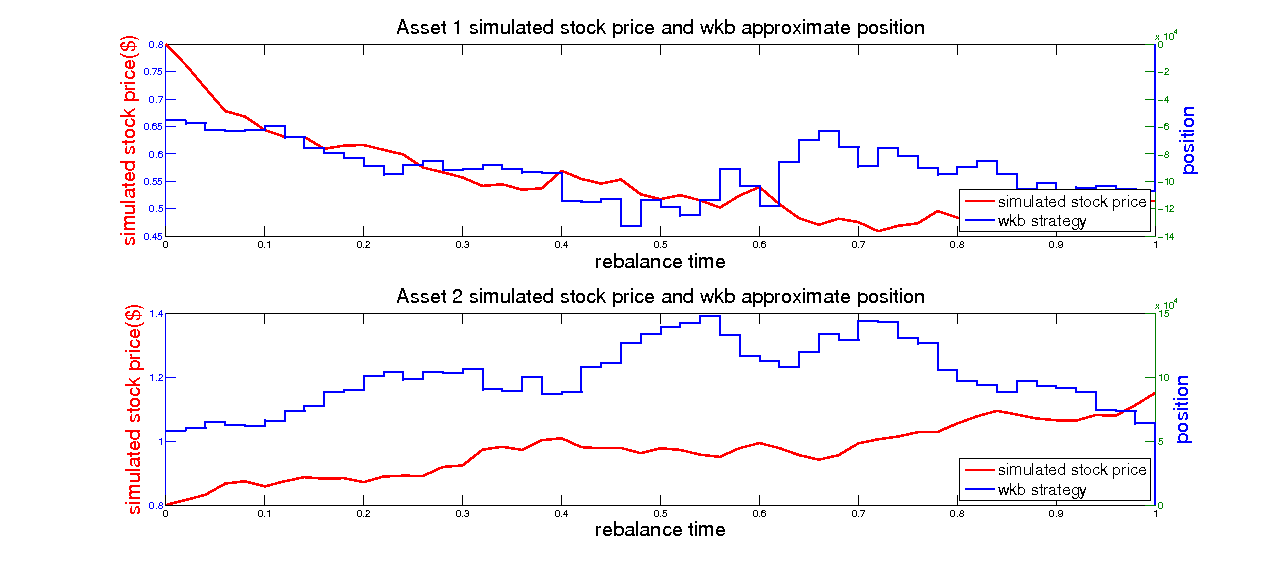 Asset 1 simulated stock price and wkb approximate position
x 10^4
simulated stock price($)
0.8
0.75
0.7
0.65
0.6
0.55
0.5
0.45
0
-2
-4
-6
-8
-10
-12
-14
position
simulated stock price
wkb strategy
0 0.1 0.2 0.3 0.4 0.5 0.6 0.7 0.8 0.9 1
rebalance time
Asset 2 simulated stock price and wkb approximate position
x 10^4
simulated stock price($)
1.4
1.2
1
0.8
15
10
5
0
position
simulated stock price
wkb strategy
0 0.1 0.2 0.3 0.4 0.5 0.6 0.7 0.8 0.9 1
rebalance time